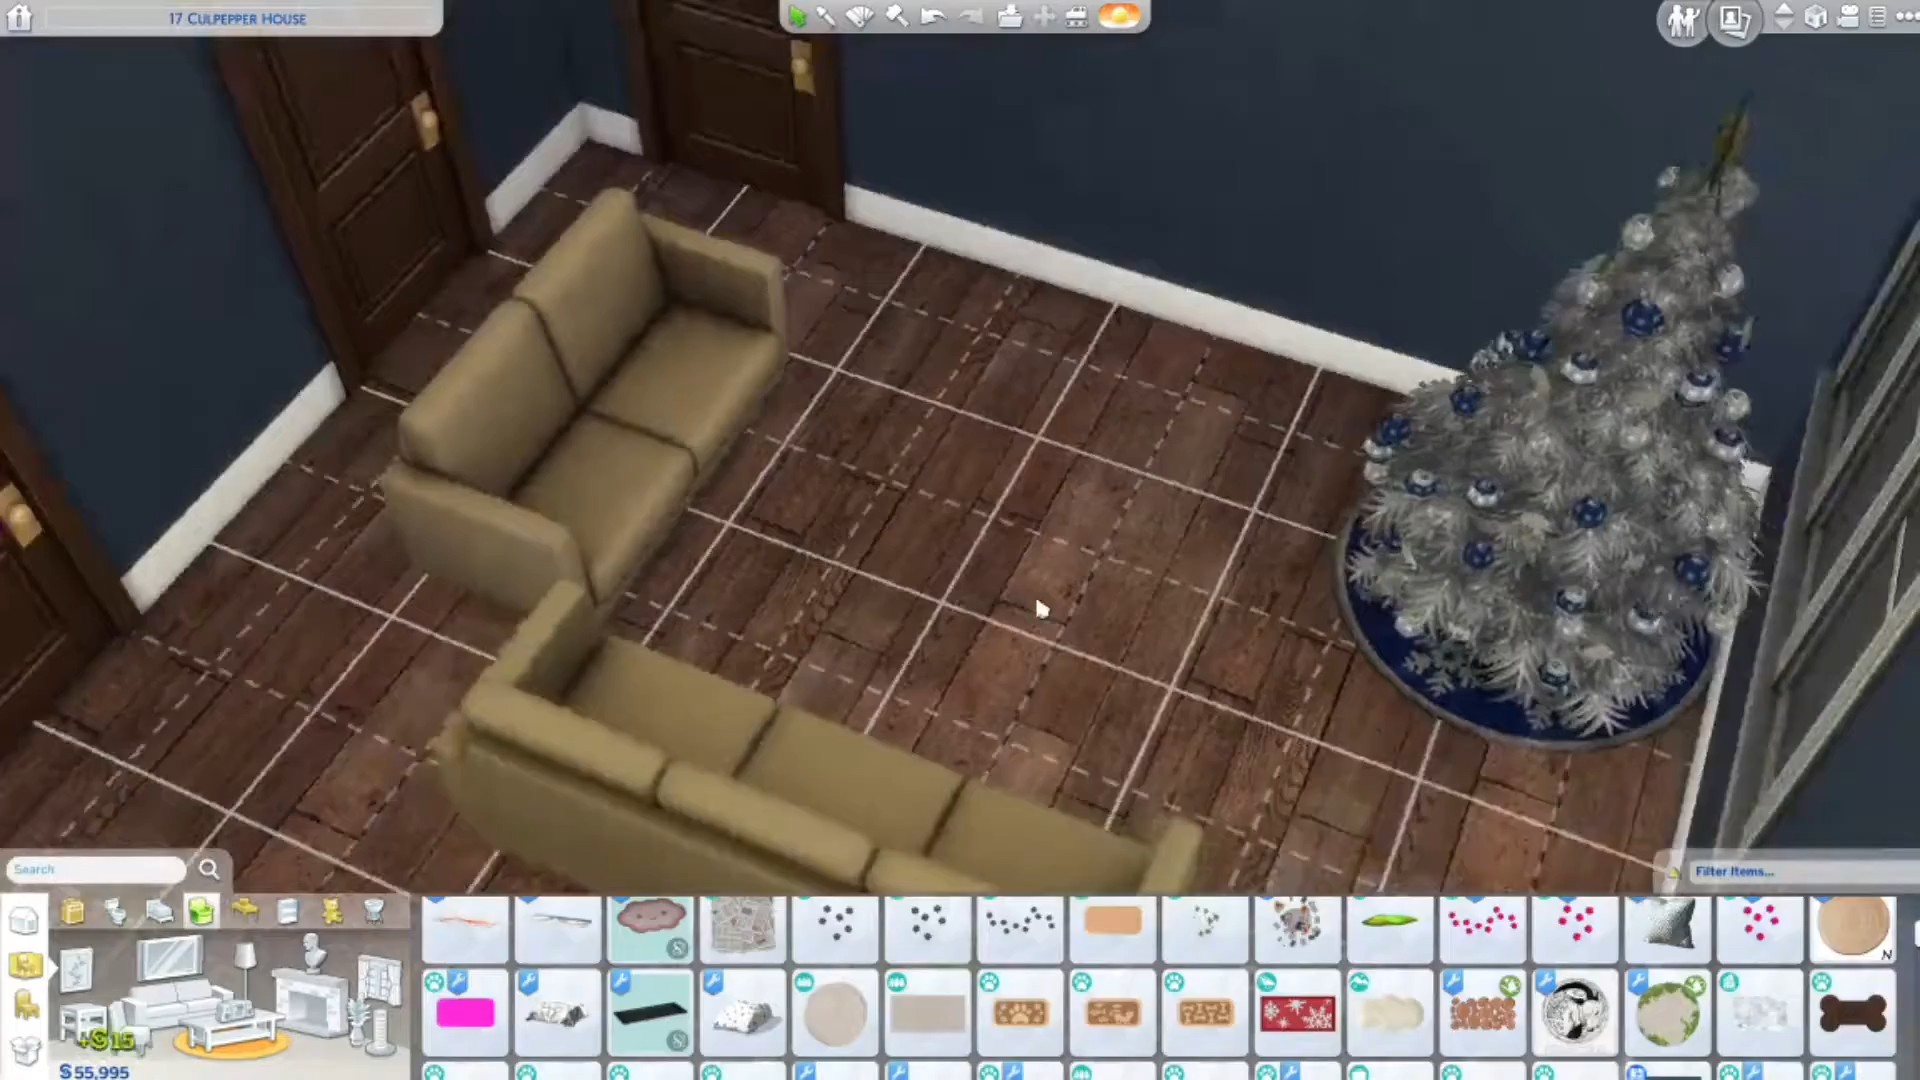 17 CULPEPPER HOUSE
Search
Filter Items...
N
+§15
§55,995